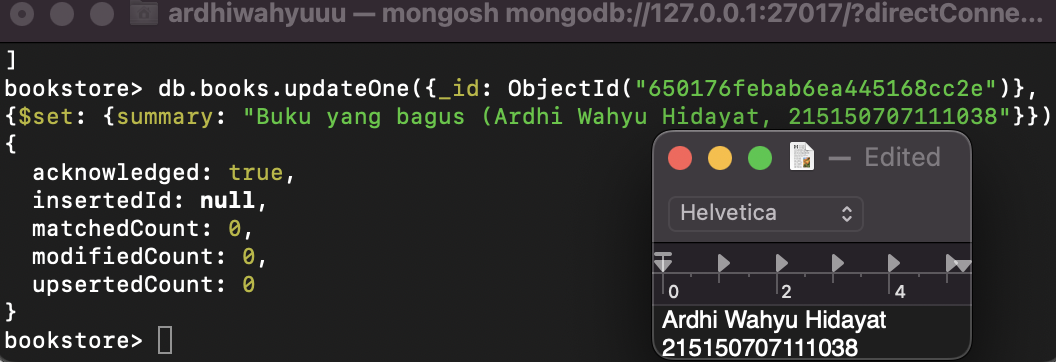 ardhiwahyuuu — mongosh mongodb://127.0.0.1:27017/?directConne...
]
bookstore> db.books.updateOne({_id: ObjectId("650176febab6ea445168cc2e")},
{$set: {summary: "Buku yang bagus (Ardhi Wahyu Hidayat, 215150707111038"}})
{
  acknowledged: true,
  insertedId: null,
  matchedCount: 0,
  modifiedCount: 0,
  upsertedCount: 0
}
bookstore>
— Edited
Helvetica
0 2 4
Ardhi Wahyu Hidayat
215150707111038